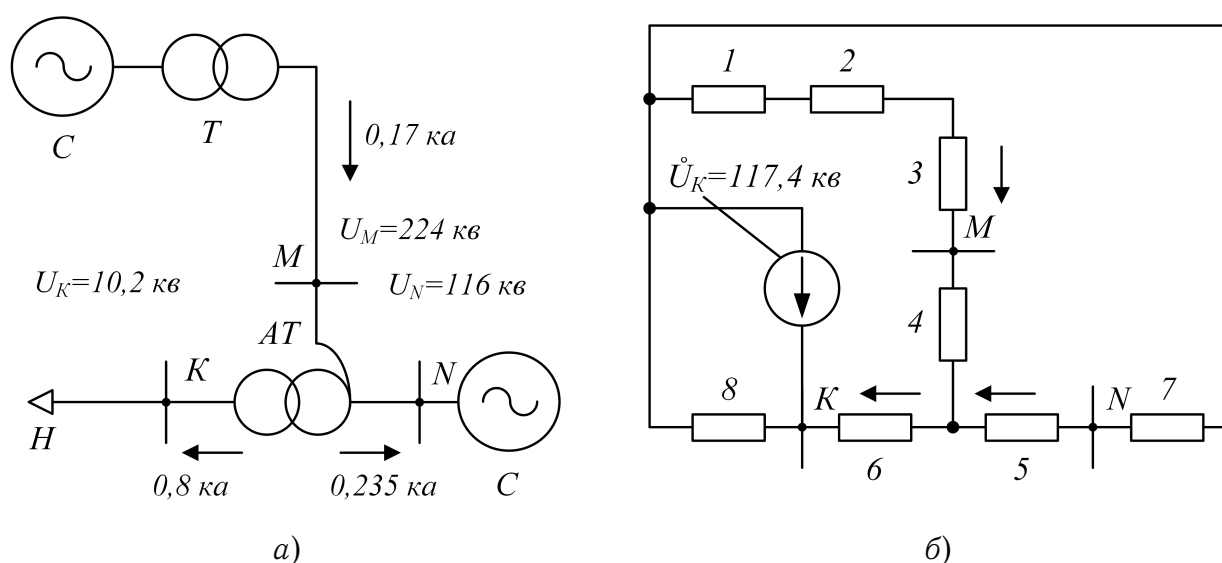 С
Т
0,17 ка
U_M=224 кв
М
U_K=10,2 кв
U_N=116 кв
АТ
К
N
Н
0,8 ка
0,235 ка
С
а)
1
2
3
Ů_K=117,4 кв
М
4
8
К
N
7
6
5
б)